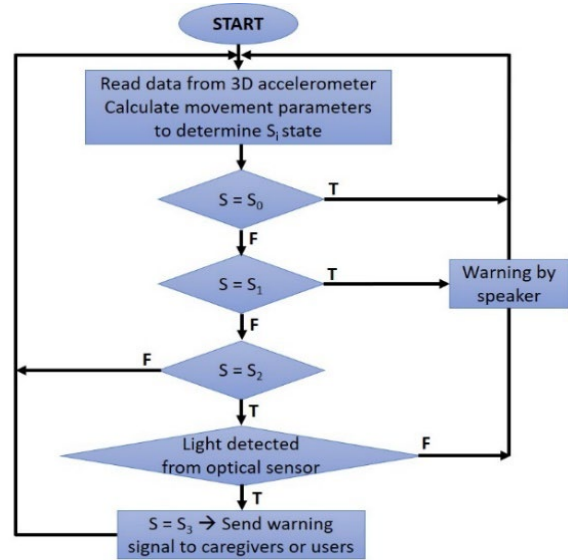 START
Read data from 3D accelerometer
Calculate movement parameters
to determine Sᵢ state
S = S₀
T
F
S = S₁
T
Warning by
speaker
F
F
S = S₂
T
Light detected
from optical sensor
F
T
S = S₃ → Send warning
signal to caregivers or users